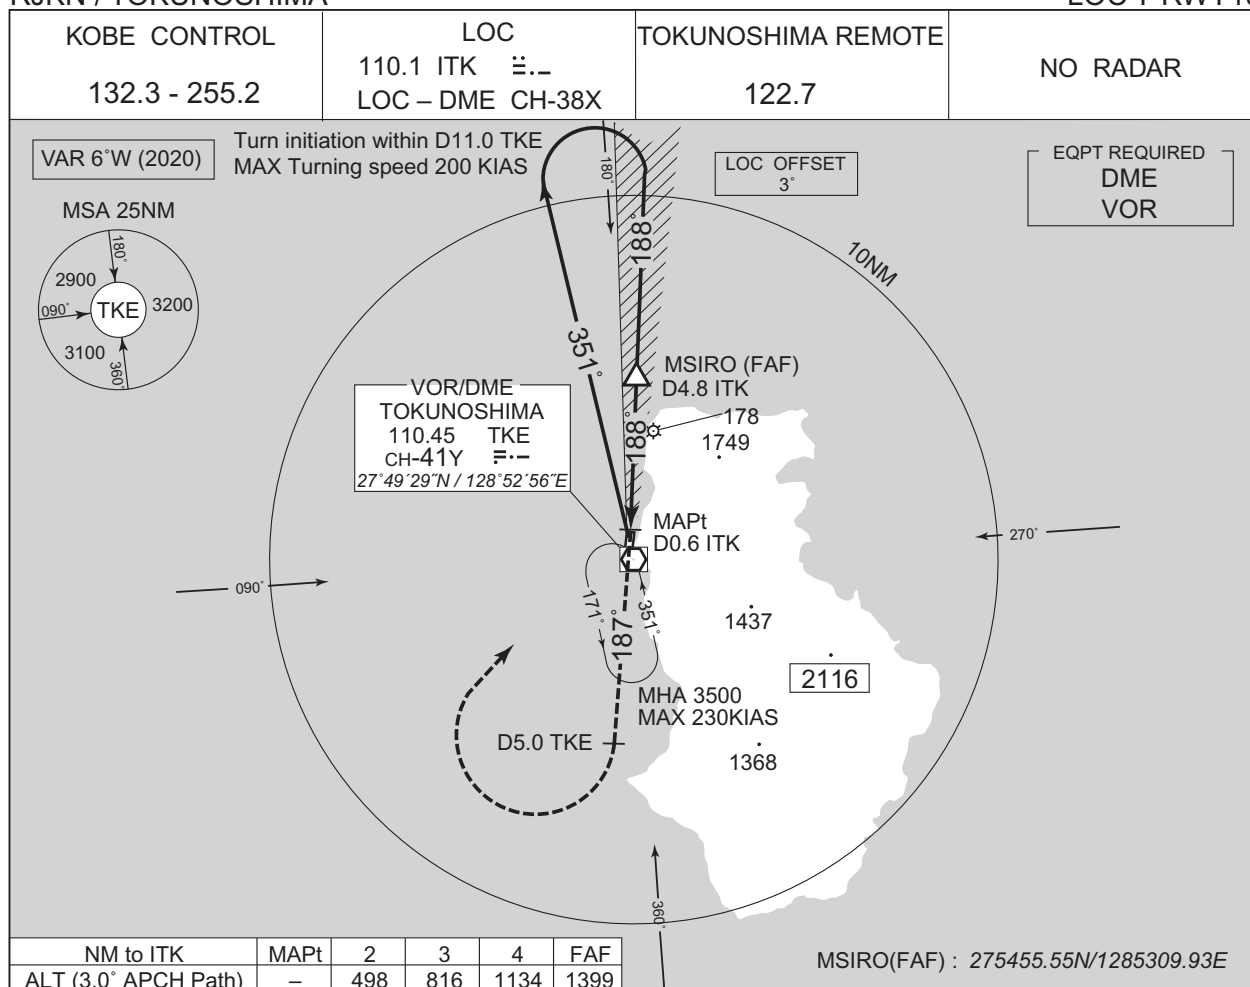 RJKN / TOKUNOSHIMA
KOBE CONTROL
132.3 - 255.2
LOC
110.1 ITK
LOC – DME CH-38X
TOKUNOSHIMA REMOTE
122.7
NO RADAR
VAR 6°W (2020)
Turn initiation within D11.0 TKE
MAX Turning speed 200 KIAS
LOC OFFSET
3°
EQPT REQUIRED
DME
VOR
MSA 25NM
180°
2900
090°
TKE
3200
3100
360°
180°
188°
10NM
351°
MSIRO (FAF)
D4.8 ITK
188°
178
1749
VOR/DME
TOKUNOSHIMA
110.45 TKE
CH-41Y
27°49´29˝N / 128°52´56˝E
MAPt
D0.6 ITK
270°
090°
171°
187°
351°
1437
2116
MHA 3500
MAX 230KIAS
D5.0 TKE
1368
360°
NM to ITK MAPt 2 3 4 FAF
ALT (3.0° APCH Path) – 498 816 1134 1399
MSIRO(FAF) : 275455.55N/1285309.93E